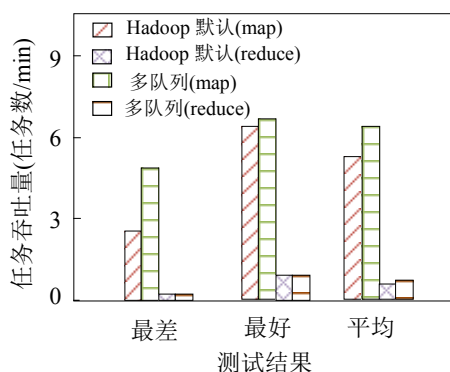 Hadoop 默认(map)
Hadoop 默认(reduce)
多队列(map)
多队列(reduce)
任务吞吐量(任务数/min)
9
6
3
0
最差 最好 平均
测试结果